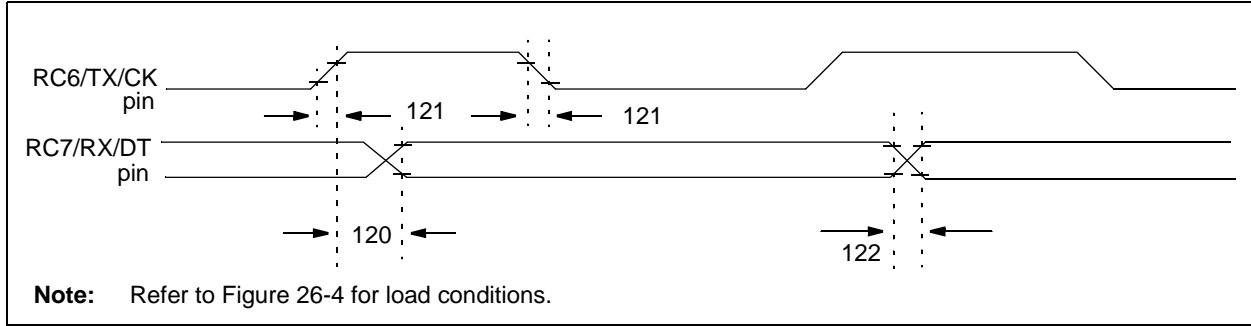 RC6/TX/CK
pin
121
121
RC7/RX/DT
pin
120
122
Note: Refer to Figure 26-4 for load conditions.